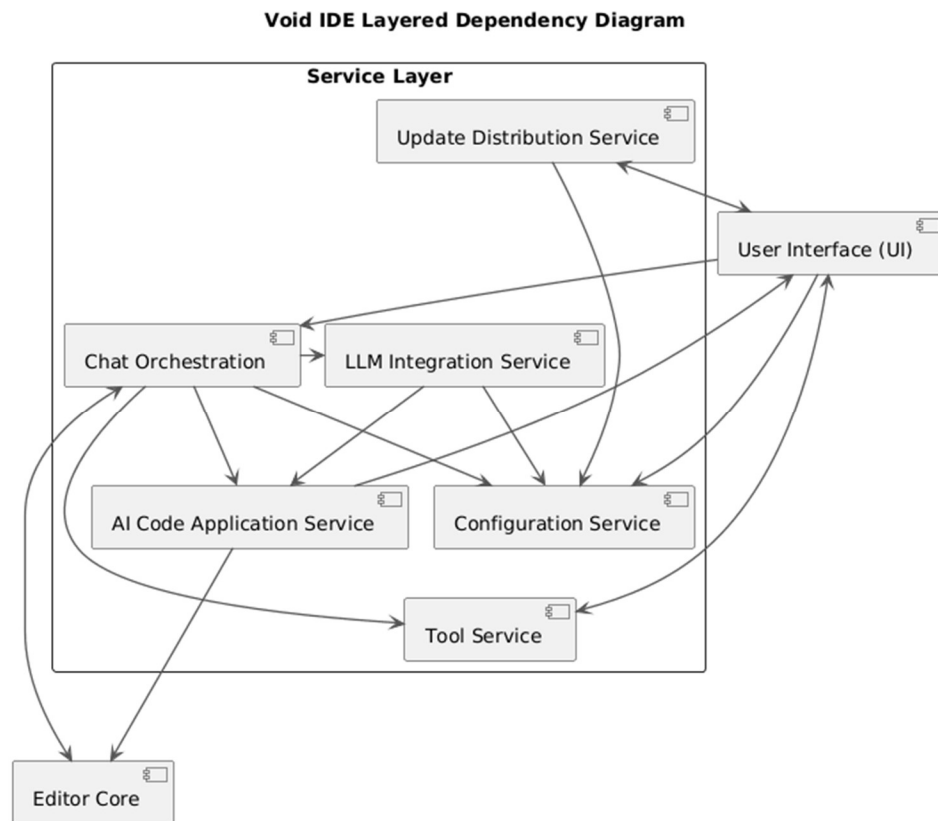 Void IDE Layered Dependency Diagram
Service Layer
Update Distribution Service
User Interface (UI)
Chat Orchestration
LLM Integration Service
AI Code Application Service
Configuration Service
Tool Service
Editor Core